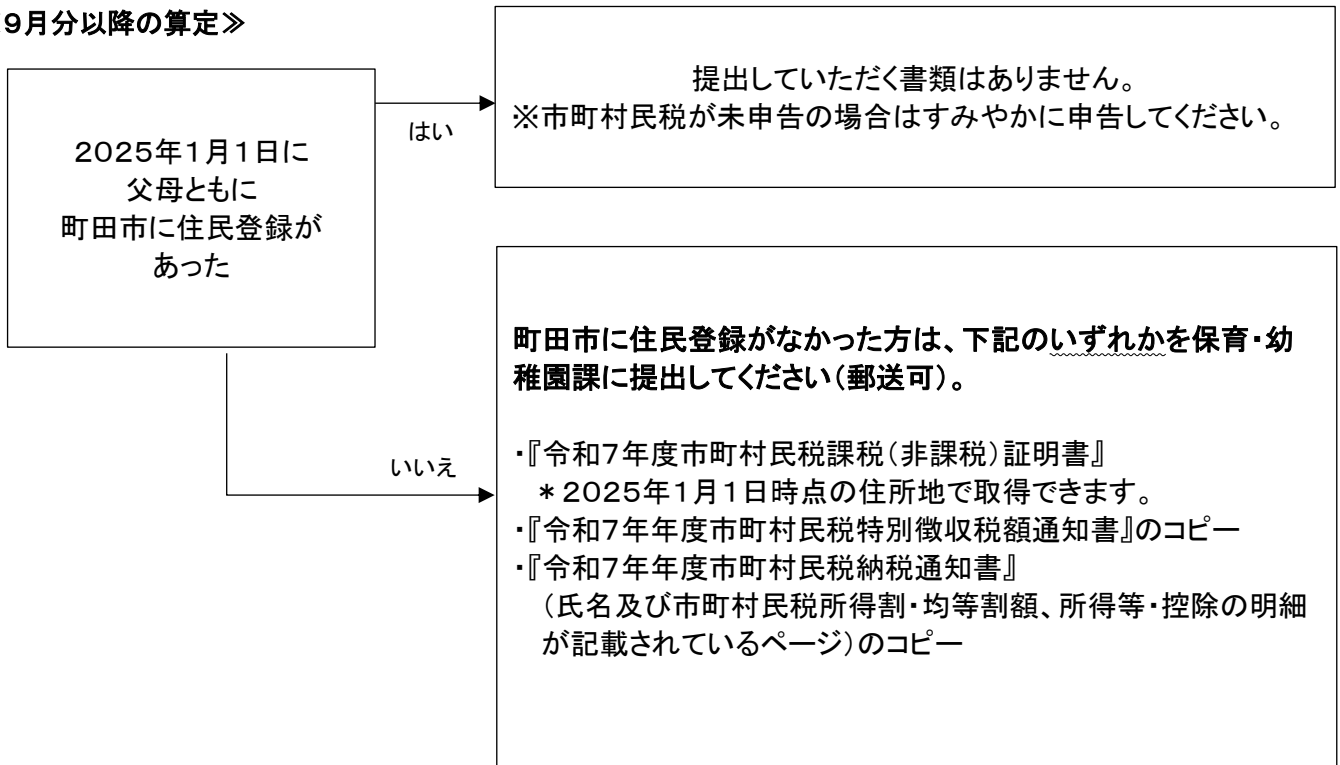 ９月分以降の算定≫
提出していただく書類はありません。
※市町村民税が未申告の場合はすみやかに申告してください。
はい
２０２５年１月１日に
父母ともに
町田市に住民登録が
あった
町田市に住民登録がなかった方は、下記のいずれかを保育・幼
稚園課に提出してください（郵送可）。
・『令和７年度市町村民税課税（非課税）証明書』
＊２０２５年１月１日時点の住所地で取得できます。
いいえ
・『令和７年年度市町村民税特別徴収税額通知書』のコピー
・『令和７年年度市町村民税納税通知書』
（氏名及び市町村民税所得割・均等割額、所得等・控除の明細
が記載されているページ）のコピー